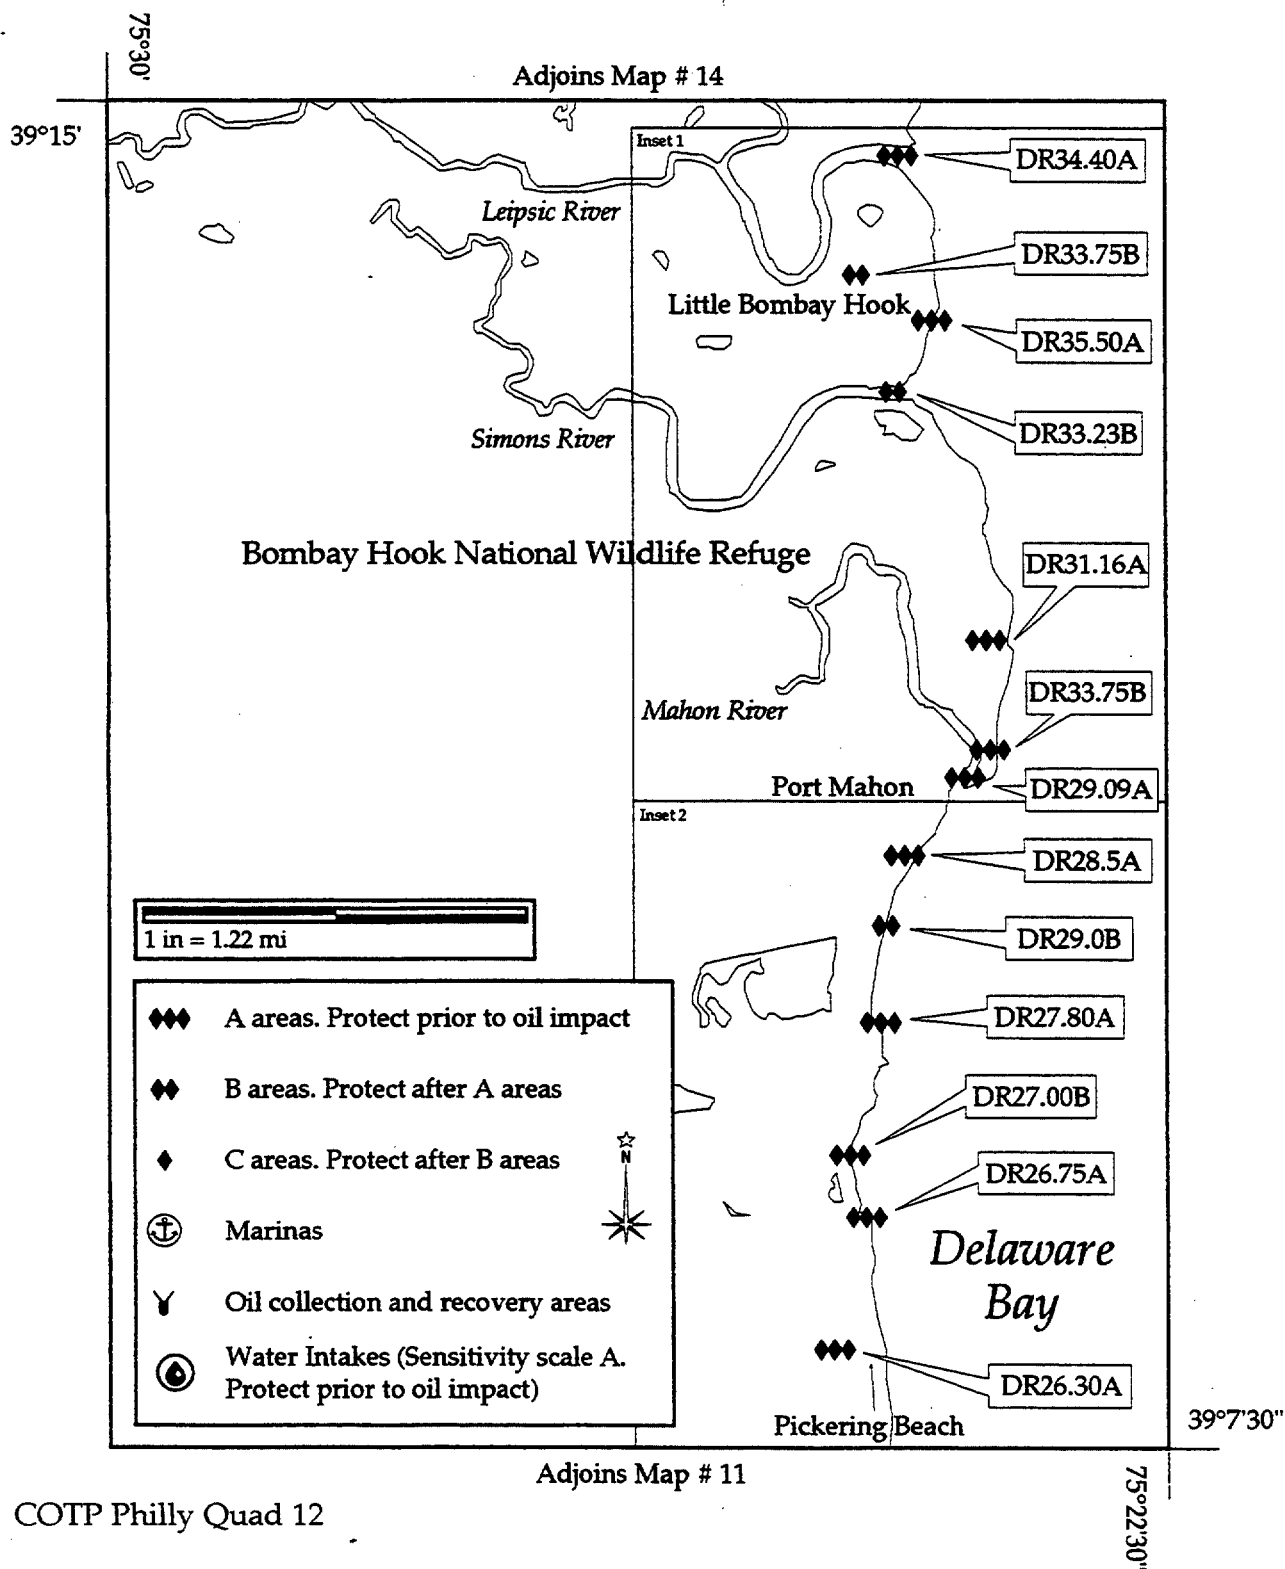 75°30'
Adjoins Map # 14
39°15'
Inset 1
DR34.40A
Leipsic River
DR33.75B
Little Bombay Hook
DR35.50A
DR33.23B
Simons River
Bombay Hook National Wildlife Refuge
DR31.16A
DR33.75B
Mahon River
Port Mahon
DR29.09A
Inset 2
DR28.5A
DR29.0B
1 in = 1.22 mi
A areas. Protect prior to oil impact
DR27.80A
B areas. Protect after A areas
DR27.00B
C areas. Protect after B areas
N
DR26.75A
Marinas
Delaware
Bay
Oil collection and recovery areas
Water Intakes (Sensitivity scale A.
Protect prior to oil impact)
DR26.30A
Pickering Beach
39°7'30"
Adjoins Map # 11
75°22'30"
COTP Philly Quad 12